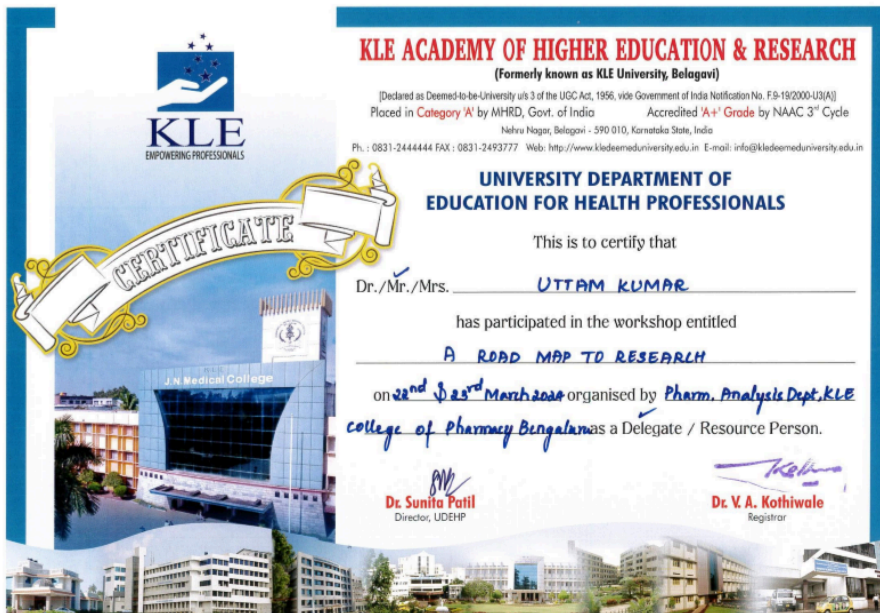 KLE
EMPOWERING PROFESSIONALS
KLE ACADEMY OF HIGHER EDUCATION & RESEARCH
(Formerly known as KLE University, Belagavi)
[Declared as Deemed-to-be-University u/s 3 of the UGC Act, 1956, vide Government of India Notification No. F.9-19/2000-U3(A)]
Placed in Category 'A' by MHRD, Govt. of India Accredited 'A+' Grade by NAAC 3rd Cycle
Nehru Nagar, Belagavi - 590 010, Karnataka State, India
Ph. : 0831-2444444 FAX : 0831-2493777 Web: http://www.kledeemeduniversity.edu.in E-mail: info@kledeemeduniversity.edu.in
CERTIFICATE
UNIVERSITY DEPARTMENT OF
EDUCATION FOR HEALTH PROFESSIONALS
This is to certify that
Dr./Mr./Mrs. UTTAM KUMAR
has participated in the workshop entitled
A ROAD MAP TO RESEARCH
on 22nd & 23rd March 2024 organised by Pharm. Analysis Dept, KLE
College of Pharmacy Bengaluru as a Delegate / Resource Person.
J.N. Medical College
Dr. Sunita Patil
Director, UDEHP
Dr. V. A. Kothiwale
Registrar